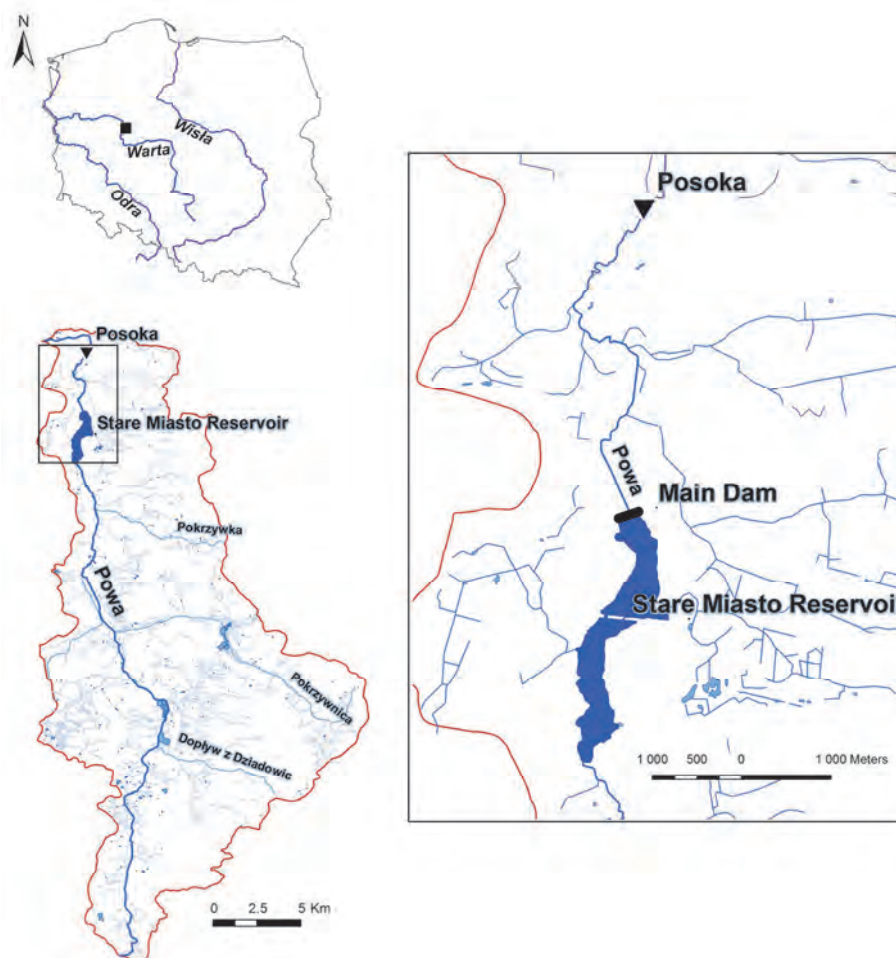 N
Wisła
Warta
Odra
Posoka
Stare Miasto Reservoir
Pokrzywka
Powa
Pokrzywnica
Dopływ z Dziadowic
0 2.5 5 Km
Posoka
Powa
Main Dam
Stare Miasto Reservoi
1 000 500 0 1 000 Meters